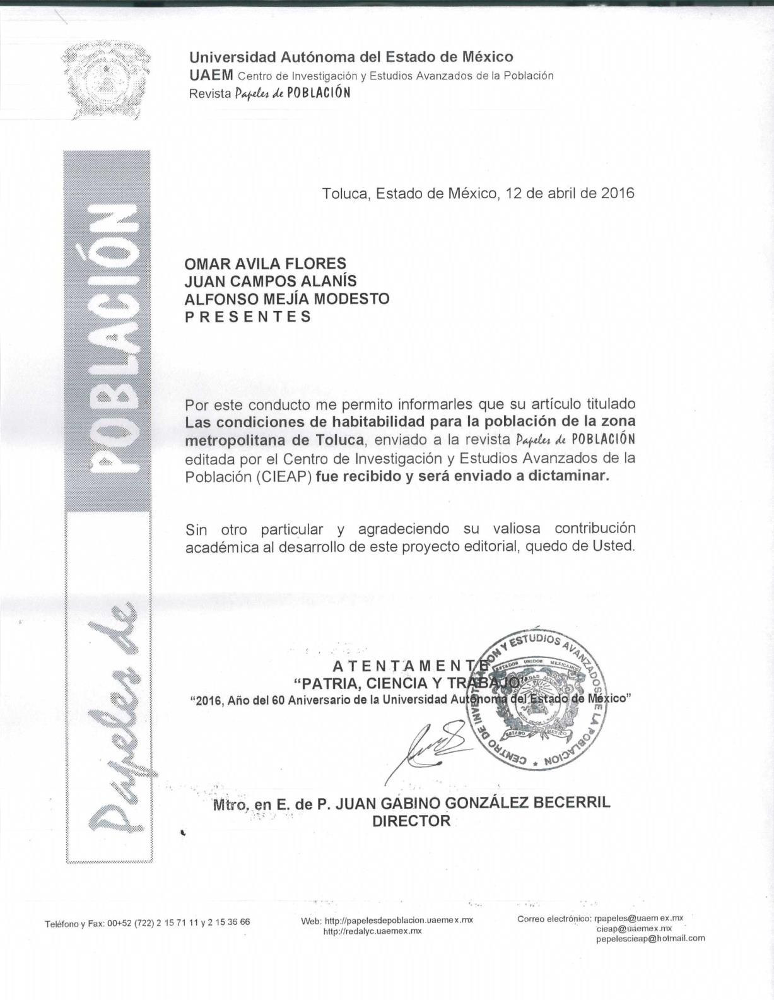 Universidad Autónoma del Estado de México
UAEM Centro de Investigación y Estudios Avanzados de la Población
Revista Papeles de POBLACIÓN
Toluca, Estado de México, 12 de abril de 2016
OMAR AVILA FLORES
JUAN CAMPOS ALANÍS
ALFONSO MEJÍA MODESTO
P R E S E N T E S
Por este conducto me permito informarles que su artículo titulado
Las condiciones de habitabilidad para la población de la zona
metropolitana de Toluca, enviado a la revista Papeles de POBLACIÓN
editada por el Centro de Investigación y Estudios Avanzados de la
Población (CIEAP) fue recibido y será enviado a dictaminar.
Sin otro particular y agradeciendo su valiosa contribución
académica al desarrollo de este proyecto editorial, quedo de Usted.
A T E N T A M E N T E
“PATRIA, CIENCIA Y TRABAJO”
“2016, Año del 60 Aniversario de la Universidad Autónoma del Estado de México”
CENTRO DE INVESTIGACION Y ESTUDIOS AVANZADOS DE LA POBLACION *
ESTADOS UNIDOS MEXICANOS
ESTADO MEXICO
Mtro. en E. de P. JUAN GABINO GONZÁLEZ BECERRIL
DIRECTOR
Papeles de POBLACIÓN
Teléfono y Fax: 00+52 (722) 2 15 71 11 y 2 15 36 66
Web: http://papelesdepoblacion.uaemex.mx
http://redalyc.uaemex.mx
Correo electrónico: rpapeles@uaemex.mx
cieap@uaemex.mx
pepelescieap@hotmail.com